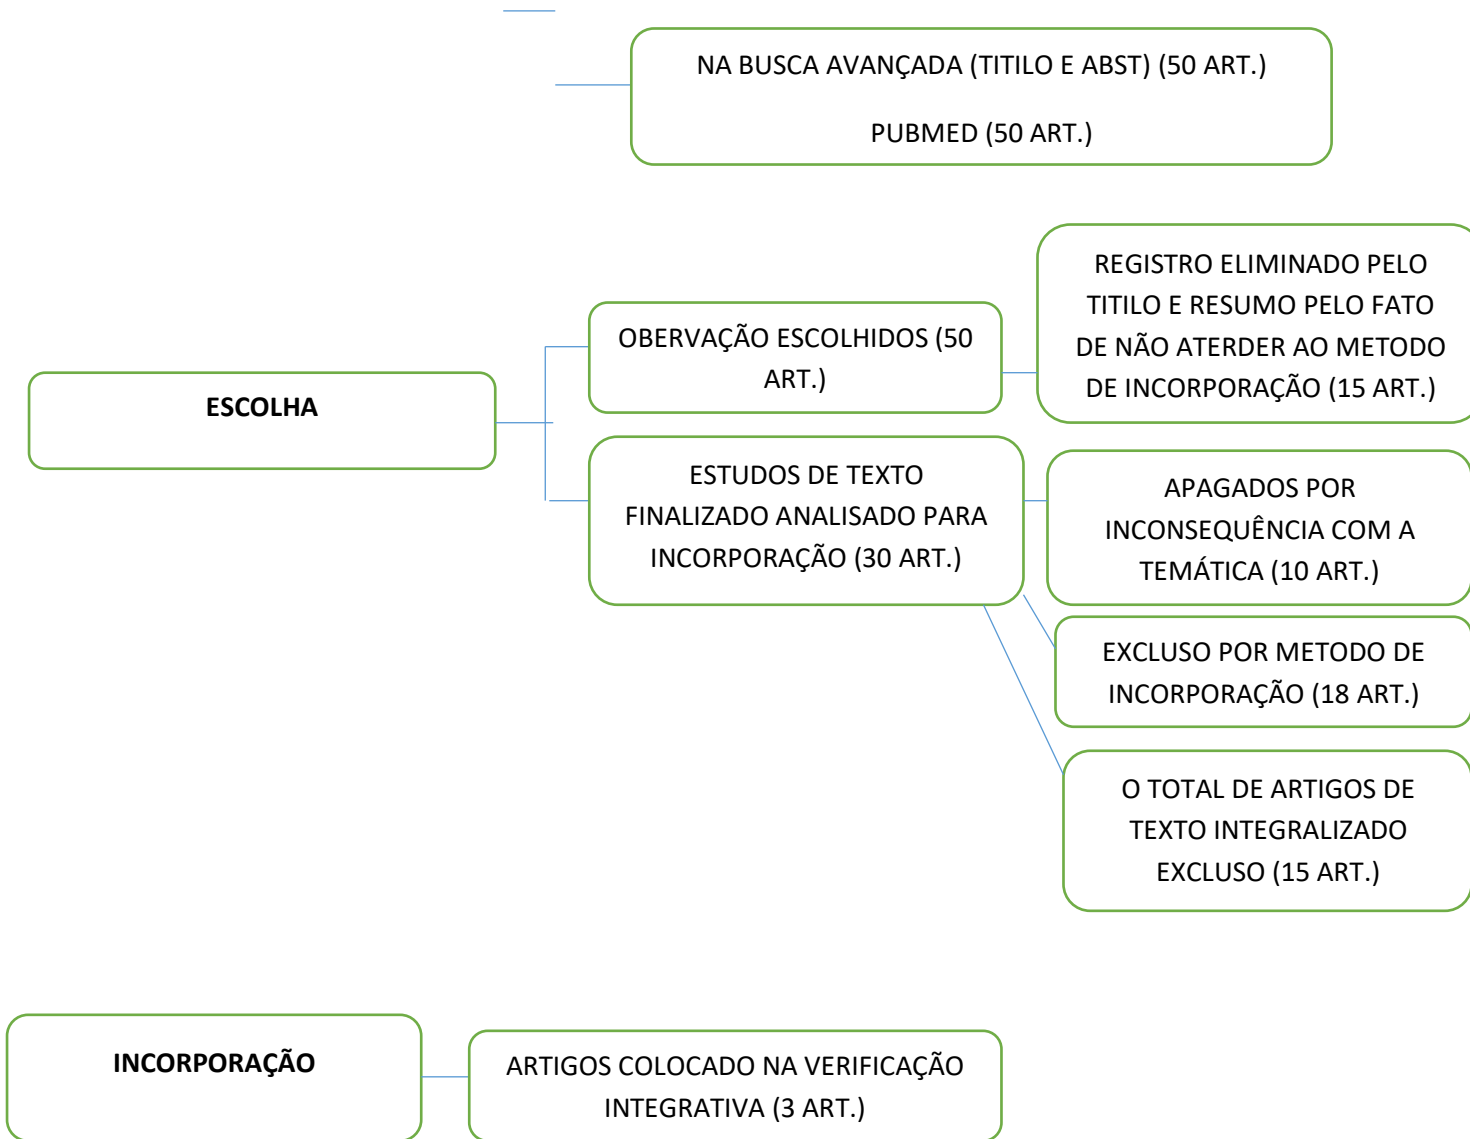 NA BUSCA AVANÇADA (TITILO E ABST) (50 ART.)
PUBMED (50 ART.)
REGISTRO ELIMINADO PELO
TITILO E RESUMO PELO FATO
DE NÃO ATERDER AO METODO
DE INCORPORAÇÃO (15 ART.)
OBERVAÇÃO ESCOLHIDOS (50
ART.)
ESCOLHA
ESTUDOS DE TEXTO
FINALIZADO ANALISADO PARA
INCORPORAÇÃO (30 ART.)
APAGADOS POR
INCONSEQUÊNCIA COM A
TEMÁTICA (10 ART.)
EXCLUSO POR METODO DE
INCORPORAÇÃO (18 ART.)
O TOTAL DE ARTIGOS DE
TEXTO INTEGRALIZADO
EXCLUSO (15 ART.)
INCORPORAÇÃO
ARTIGOS COLOCADO NA VERIFICAÇÃO
INTEGRATIVA (3 ART.)